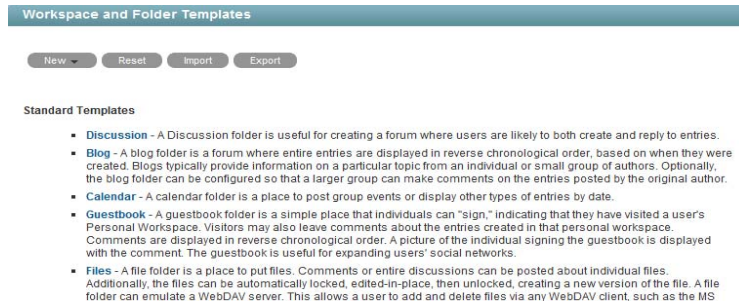 Workspace and Folder Templates
New Reset Import Export
Standard Templates
▪ Discussion - A Discussion folder is useful for creating a forum where users are likely to both create and reply to entries.
▪ Blog - A blog folder is a forum where entire entries are displayed in reverse chronological order, based on when they were
created. Blogs typically provide information on a particular topic from an individual or small group of authors. Optionally,
the blog folder can be configured so that a larger group can make comments on the entries posted by the original author.
▪ Calendar - A calendar folder is a place to post group events or display other types of entries by date.
▪ Guestbook - A guestbook folder is a simple place that individuals can "sign," indicating that they have visited a user's
Personal Workspace. Visitors may also leave comments about the entries created in that personal workspace.
Comments are displayed in reverse chronological order. A picture of the individual signing the guestbook is displayed
with the comment. The guestbook is useful for expanding users' social networks.
▪ Files - A file folder is a place to put files. Comments or entire discussions can be posted about individual files.
Additionally, the files can be automatically locked, edited-in-place, then unlocked, creating a new version of the file. A file
folder can emulate a WebDAV server. This allows a user to add and delete files via any WebDAV client, such as the MS